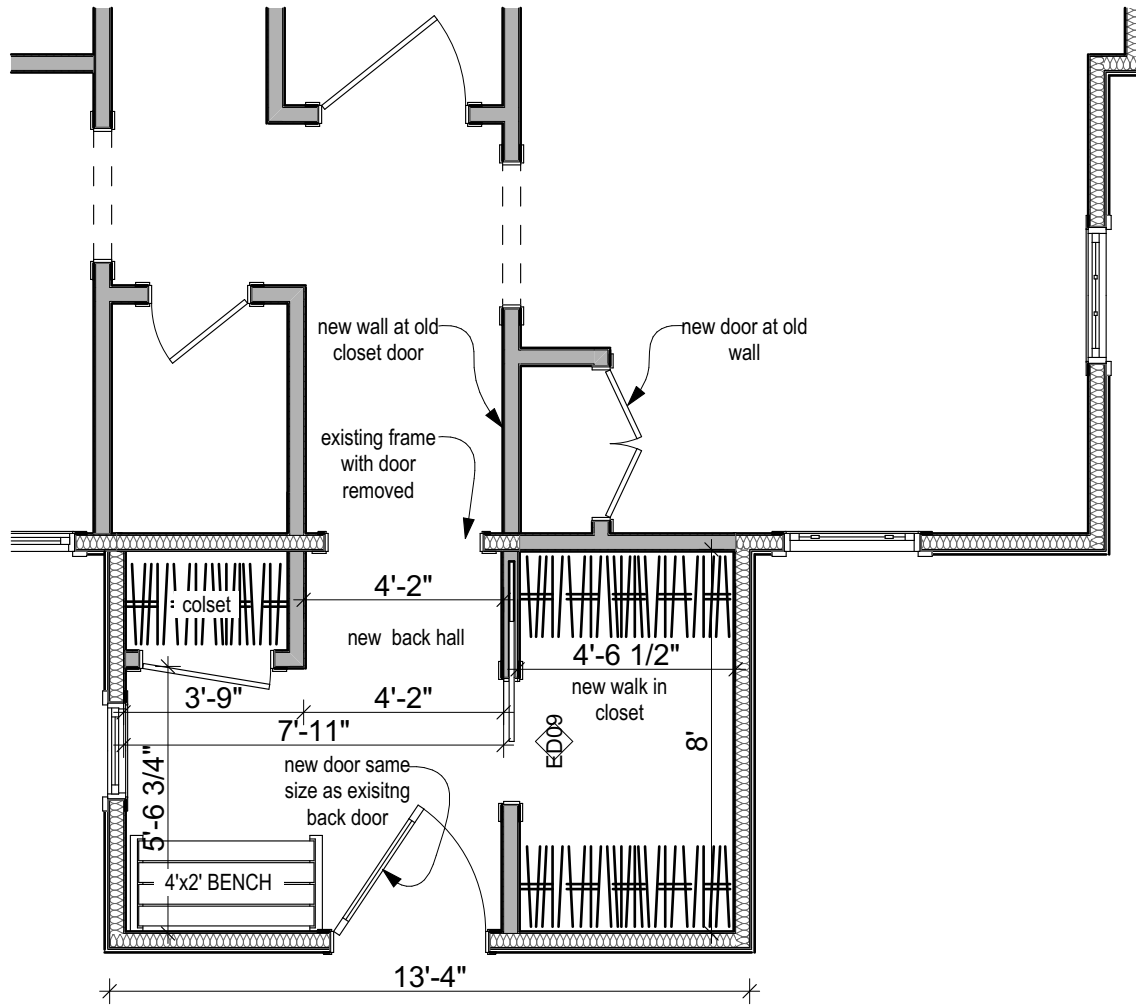 new wall at old
closet door
new door at old
wall
existing frame
with door
removed
4'-2"
colset
new back hall
4'-6 1/2"
new walk in
closet
3'-9"
4'-2"
7'-11"
ED09
8'
5'-6 3/4"
new door same
size as exisitng
back door
4'x2' BENCH
13'-4"